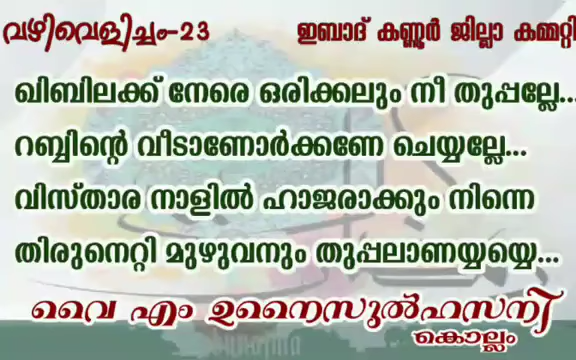 വഴിവെളിച്ചം-23 ഇബാദ് കണ്ണൂർ ജില്ലാ കമ്മറ്റി
ഖിബിലക്ക് നേരെ ഒരിക്കലും നീ തുപ്പല്ലേ...
റബ്ബിന്റെ വീടാണോർക്കണേ ചെയ്യല്ലേ...
വിസ്താര നാളിൽ ഹാജരാക്കും നിന്നെ
തിരുനെറ്റി മുഴുവനും തുപ്പലാണയ്യയ്യെ...
വൈ എം ഉനൈസുൽഹസനി
കൊല്ലം